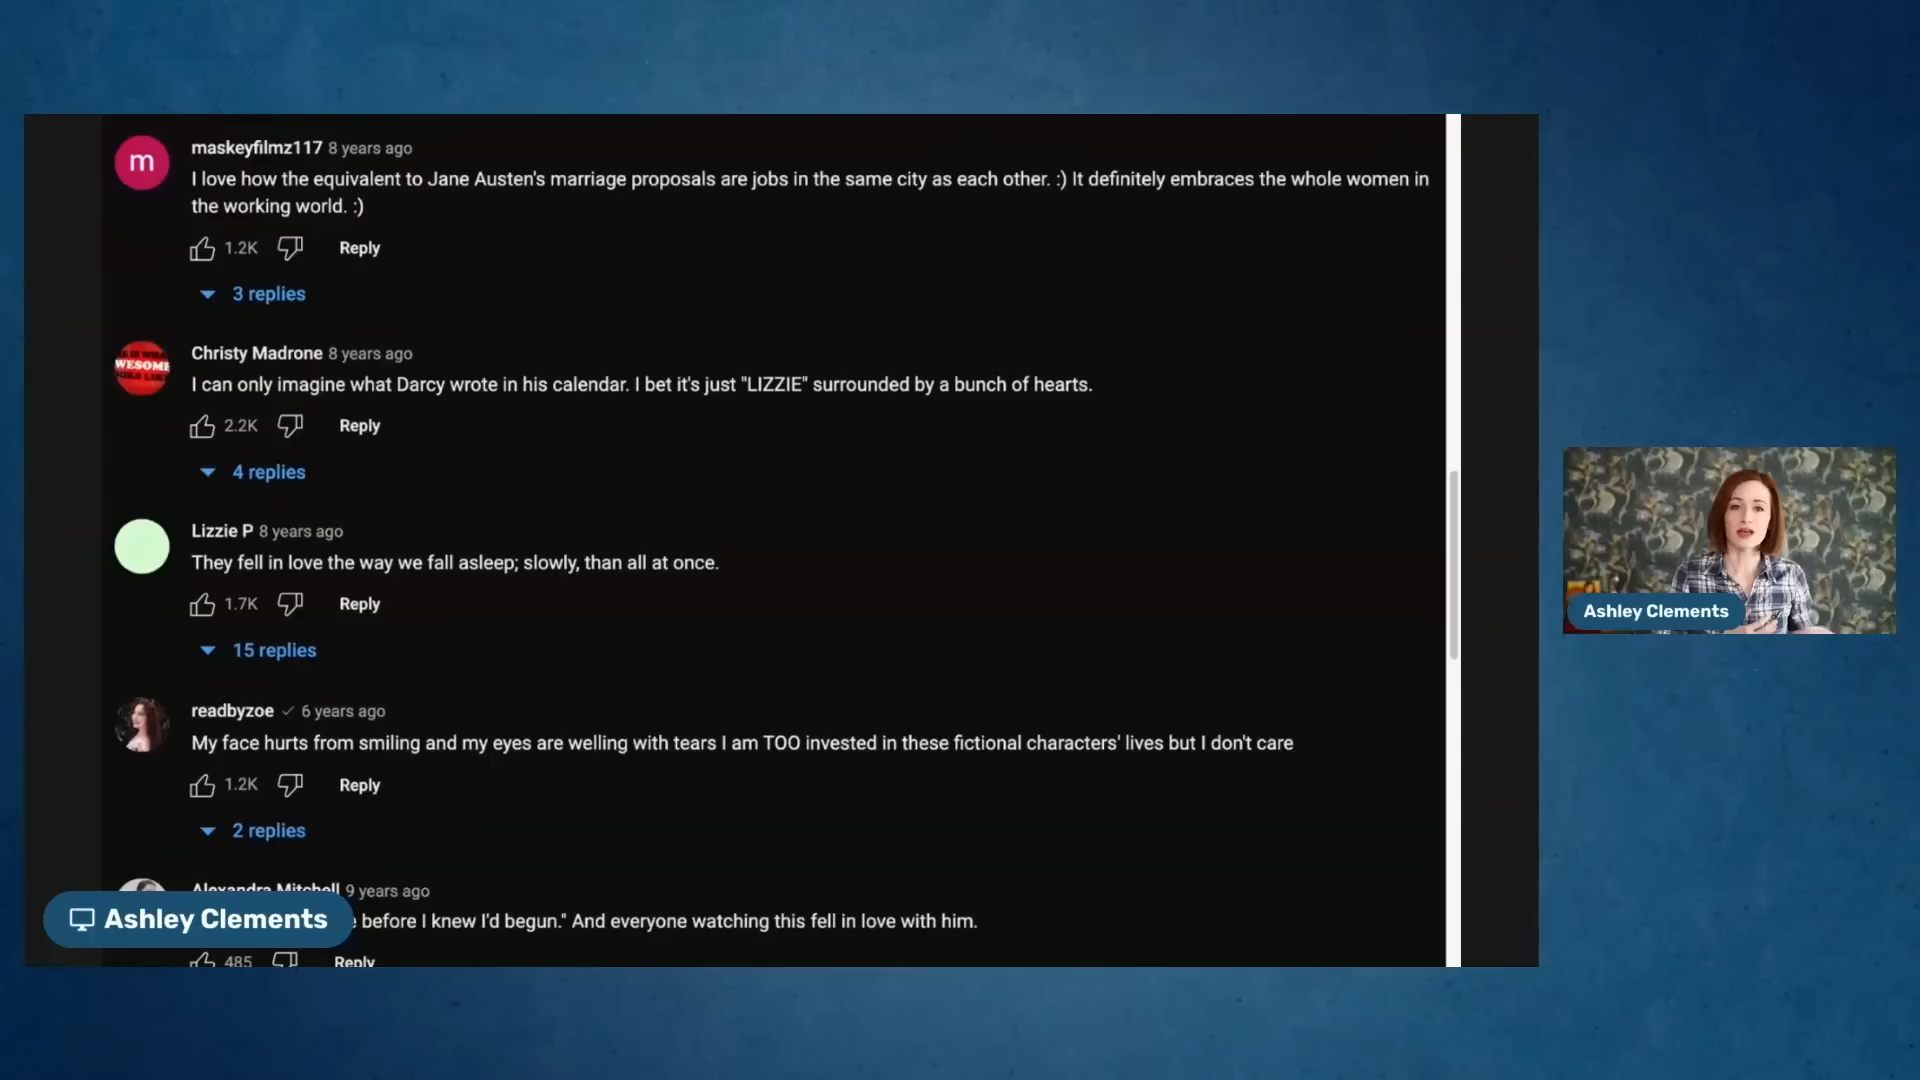 maskeyfilmz117 8 years ago
I love how the equivalent to Jane Austen's marriage proposals are jobs in the same city as each other. :) It definitely embraces the whole women in
the working world. :)
1.2K Reply
3 replies
WESOME
Christy Madrone 8 years ago
I can only imagine what Darcy wrote in his calendar. I bet it's just "LIZZIE" surrounded by a bunch of hearts.
2.2K Reply
4 replies
Lizzie P 8 years ago
They fell in love the way we fall asleep; slowly, than all at once.
1.7K Reply
15 replies
readbyzoe 6 years ago
My face hurts from smiling and my eyes are welling with tears I am TOO invested in these fictional characters' lives but I don't care
1.2K Reply
2 replies
Alexandra Mitchell 9 years ago
before I knew I'd begun." And everyone watching this fell in love with him.
485 Reply
Ashley Clements
Ashley Clements
m